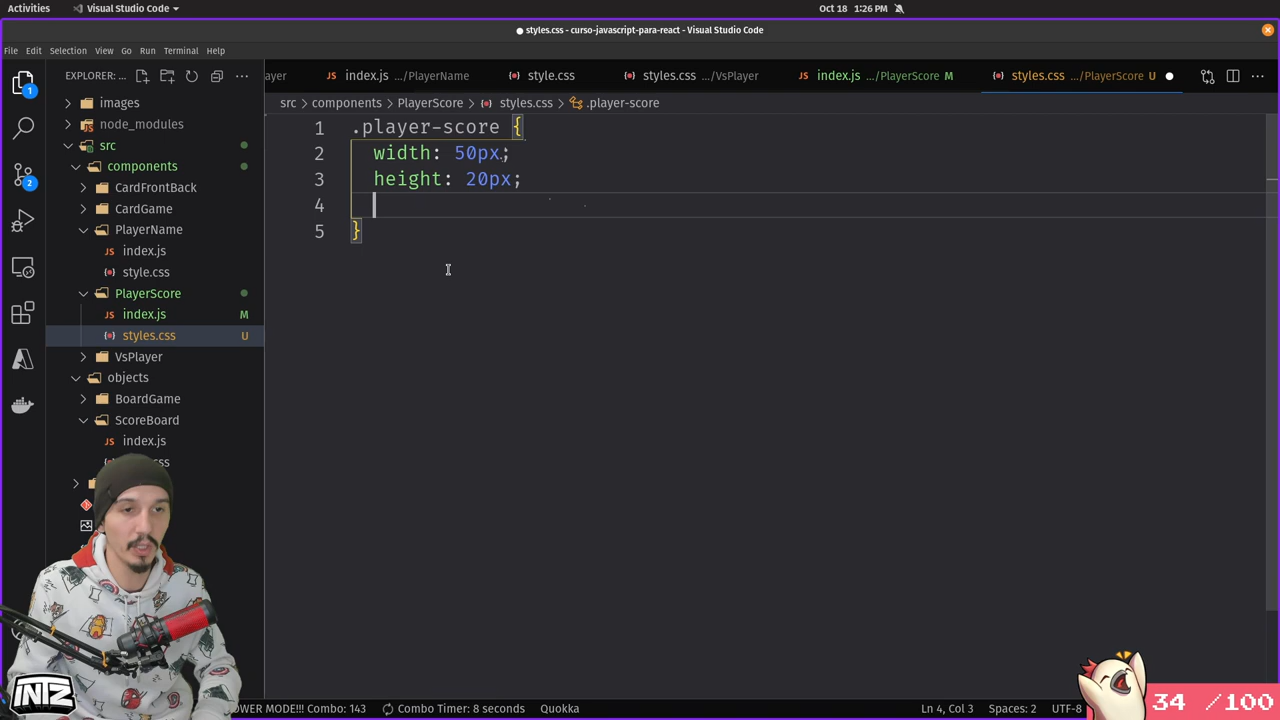 Activities
Visual Studio Code
Oct 18 1:26 PM
styles.css - curso-javascript-para-react - Visual Studio Code
File Edit Selection View Go Run Terminal Help
EXPLORER: ...
ayer
index.js .../PlayerName
style.css
styles.css .../VsPlayer
index.js .../PlayerScore M
styles.css .../PlayerScore U
src > components > PlayerScore > styles.css > .player-score
1 .player-score {
2 width: 50px;
3 height: 20px;
4
5 }
images
node_modules
src
components
CardFrontBack
CardGame
PlayerName
index.js
style.css
PlayerScore
index.js M
styles.css U
VsPlayer
objects
BoardGame
ScoreBoard
index.js
css
1
2
INTZ
OWER MODE!!! Combo: 143
Combo Timer: 8 seconds
Quokka
Ln 4, Col 3
Spaces: 2
UTF-8
34 /100